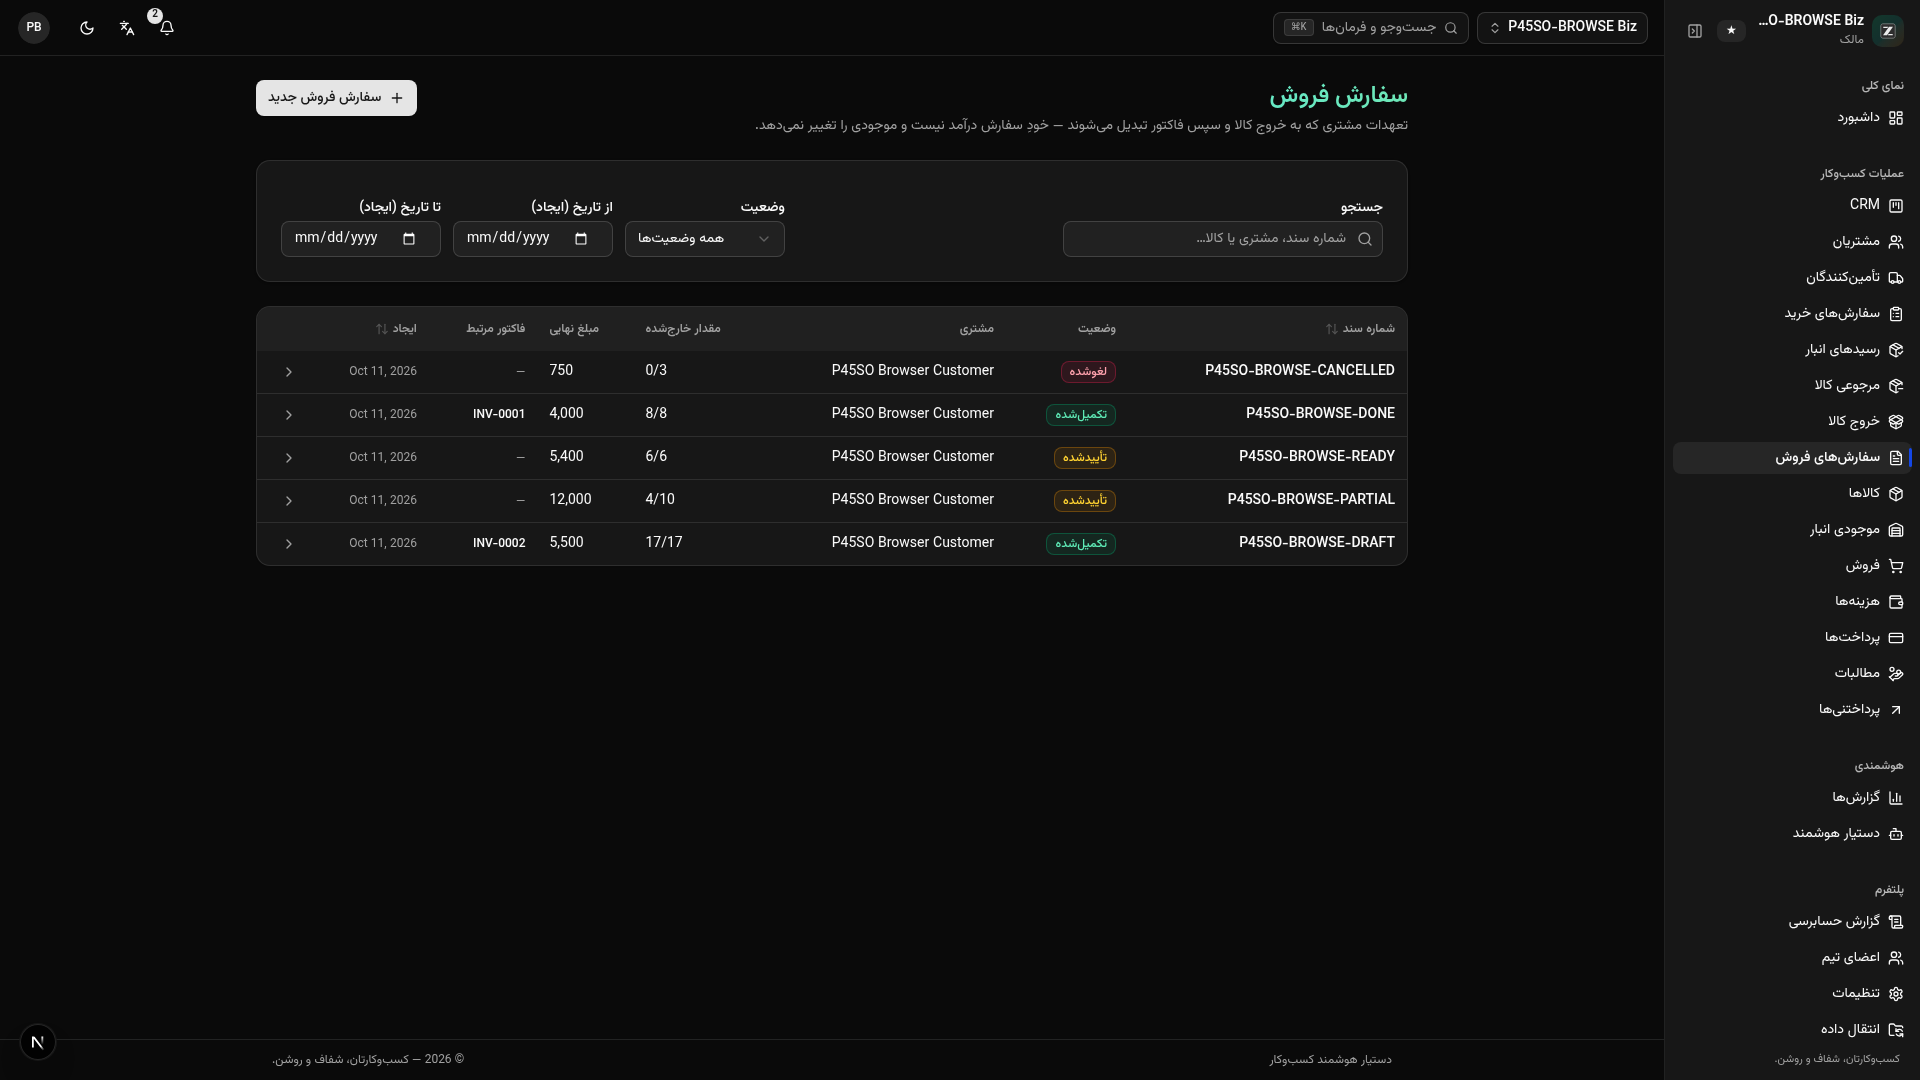 ...O-BROWSE Biz
مالک
نمای کلی
داشبورد
عملیات کسب‌وکار
CRM
مشتریان
تأمین‌کنندگان
سفارش‌های خرید
رسیدهای انبار
مرجوعی کالا
خروج کالا
سفارش‌های فروش
کالاها
موجودی انبار
فروش
هزینه‌ها
پرداخت‌ها
مطالبات
پرداختنی‌ها
هوشمندی
گزارش‌ها
دستیار هوشمند
پلتفرم
گزارش حسابرسی
اعضای تیم
تنظیمات
انتقال داده
کسب‌وکارتان، شفاف و روشن.
P45SO-BROWSE Biz
جست‌وجو و فرمان‌ها ⌘K
2
PB
سفارش فروش
تعهدات مشتری که به خروج کالا و سپس فاکتور تبدیل می‌شوند — خودِ سفارش درآمد نیست و موجودی را تغییر نمی‌دهد.
سفارش فروش جدید
جستجو وضعیت از تاریخ (ایجاد) تا تاریخ (ایجاد)
شماره سند، مشتری یا کالا... همه وضعیت‌ها mm/dd/yyyy mm/dd/yyyy
شماره سند وضعیت مشتری مقدار خارج‌شده مبلغ نهایی فاکتور مرتبط ایجاد
P45SO-BROWSE-CANCELLED لغوشده P45SO Browser Customer 0/3 750 — Oct 11, 2026
P45SO-BROWSE-DONE تکمیل‌شده P45SO Browser Customer 8/8 4,000 INV-0001 Oct 11, 2026
P45SO-BROWSE-READY تأییدشده P45SO Browser Customer 6/6 5,400 — Oct 11, 2026
P45SO-BROWSE-PARTIAL تأییدشده P45SO Browser Customer 4/10 12,000 — Oct 11, 2026
P45SO-BROWSE-DRAFT تکمیل‌شده P45SO Browser Customer 17/17 5,500 INV-0002 Oct 11, 2026
دستیار هوشمند کسب‌وکار
© 2026 — کسب‌وکارتان، شفاف و روشن.
N